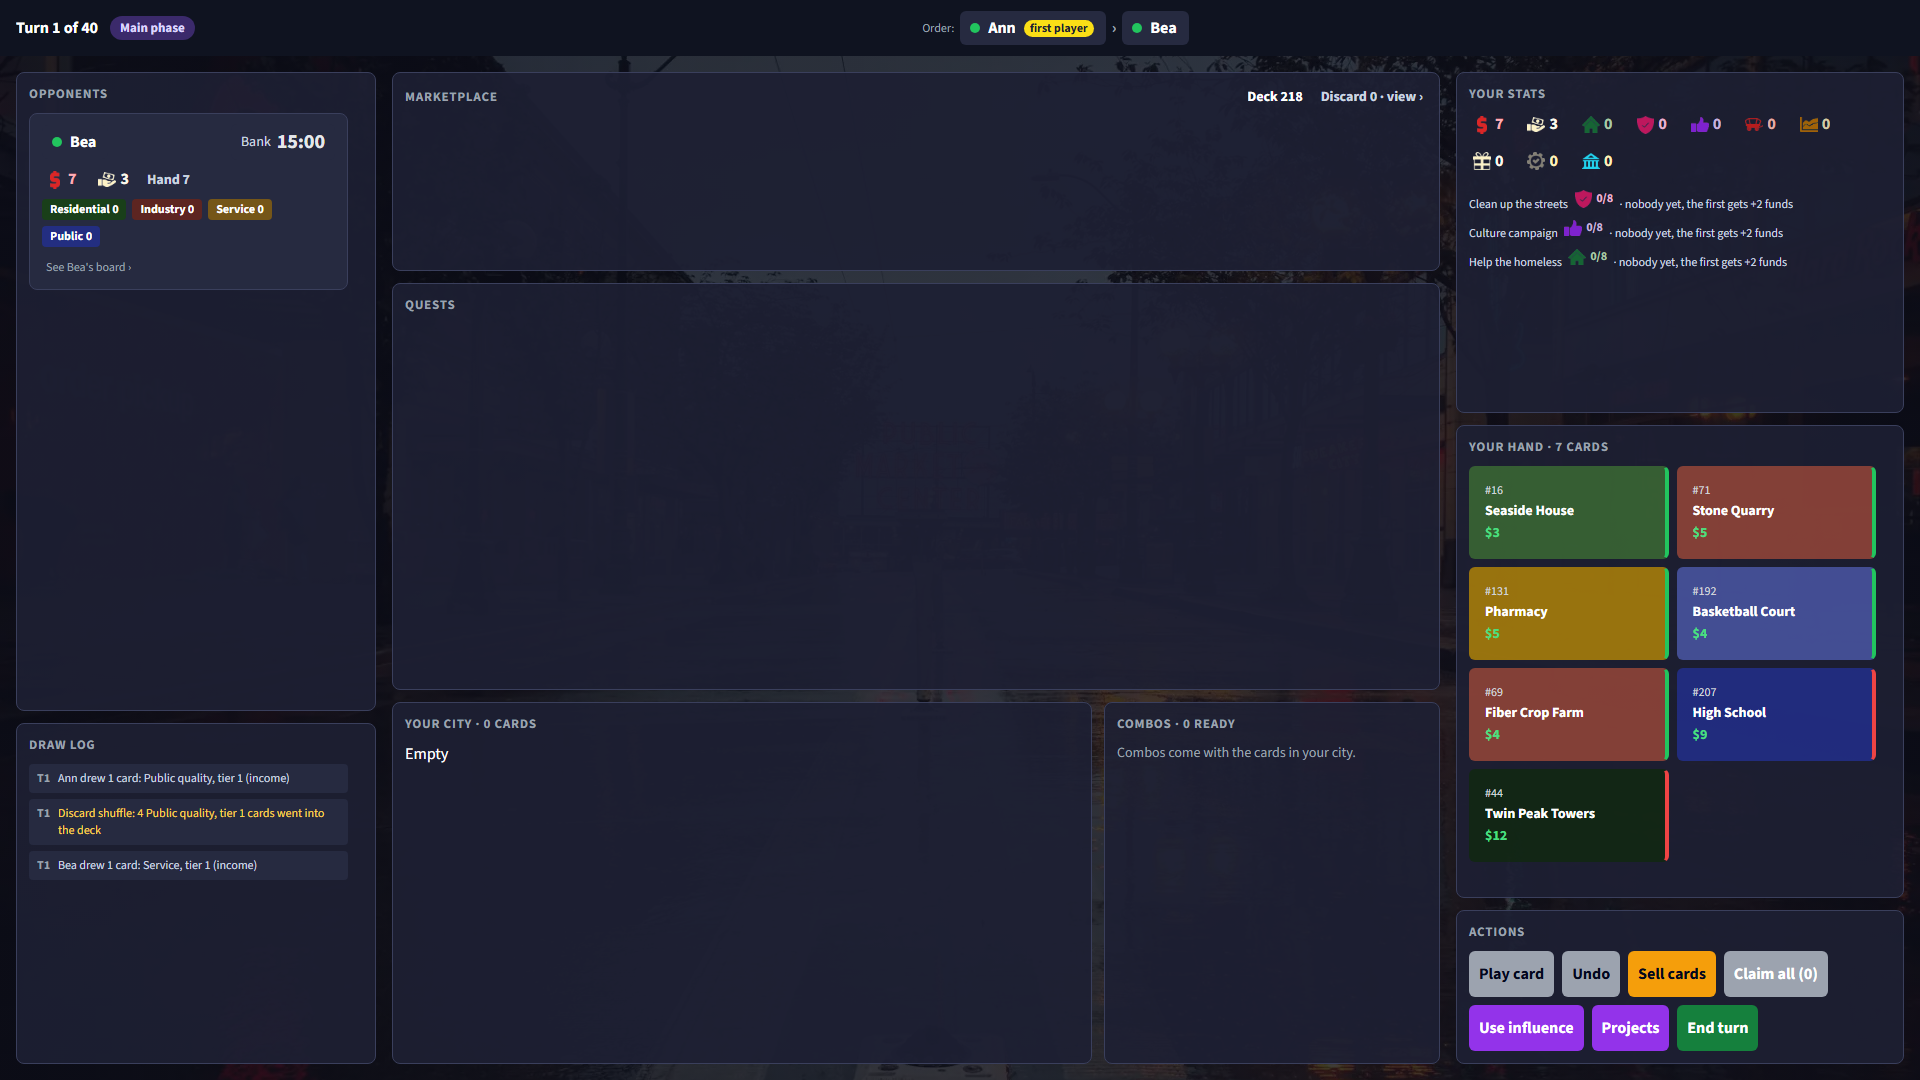 Turn 1 of 40
Main phase
Order:
Ann
first player
›
Bea
OPPONENTS
Bea
Bank 15:00
7
3
Hand 7
Residential 0
Industry 0
Service 0
Public 0
See Bea's board ›
DRAW LOG
T1 Ann drew 1 card: Public quality, tier 1 (income)
T1 Discard shuffle: 4 Public quality, tier 1 cards went into
the deck
T1 Bea drew 1 card: Service, tier 1 (income)
MARKETPLACE
Deck 218
Discard 0 · view ›
QUESTS
YOUR CITY · 0 CARDS
Empty
COMBOS · 0 READY
Combos come with the cards in your city.
YOUR STATS
7 3 0 0 0 0 0
0 0 0
Clean up the streets 0/8 · nobody yet, the first gets +2 funds
Culture campaign 0/8 · nobody yet, the first gets +2 funds
Help the homeless 0/8 · nobody yet, the first gets +2 funds
YOUR HAND · 7 CARDS
#16
Seaside House
$3
#71
Stone Quarry
$5
#131
Pharmacy
$5
#192
Basketball Court
$4
#69
Fiber Crop Farm
$4
#207
High School
$9
#44
Twin Peak Towers
$12
ACTIONS
Play card
Undo
Sell cards
Claim all (0)
Use influence
Projects
End turn